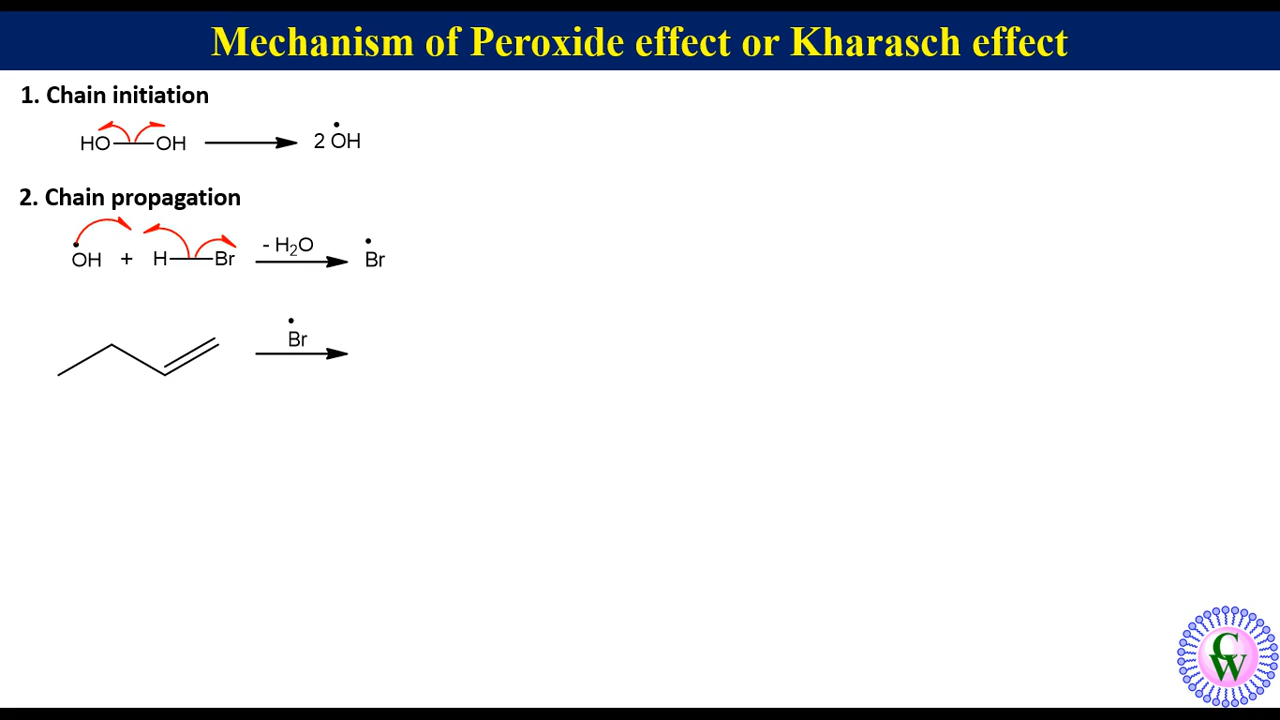 Mechanism of Peroxide effect or Kharasch effect
1. Chain initiation
HO OH 2 OH
2. Chain propagation
OH + H Br - H₂O Br
Br
CW